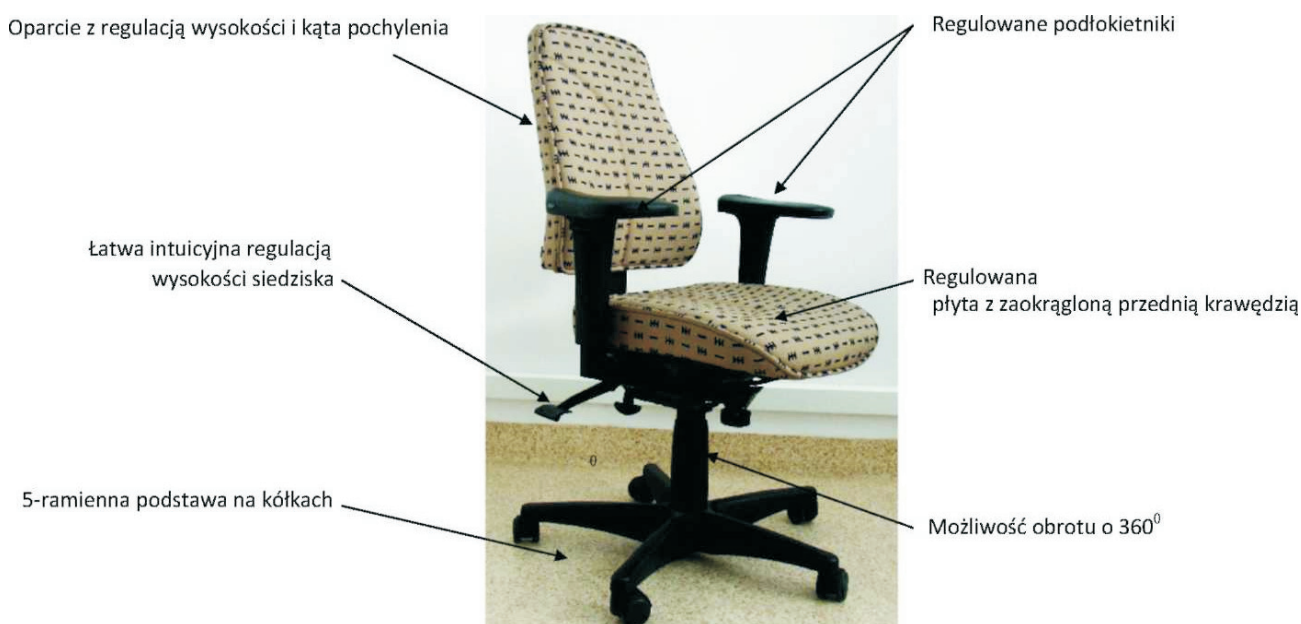 Oparcie z regulacją wysokości i kąta pochylenia
Regulowane podłokietniki
Łatwa intuicyjna regulacją
wysokości siedziska
Regulowana
płyta z zaokrągloną przednią krawędzią
θ
5-ramienna podstawa na kółkach
Możliwość obrotu o 360⁰